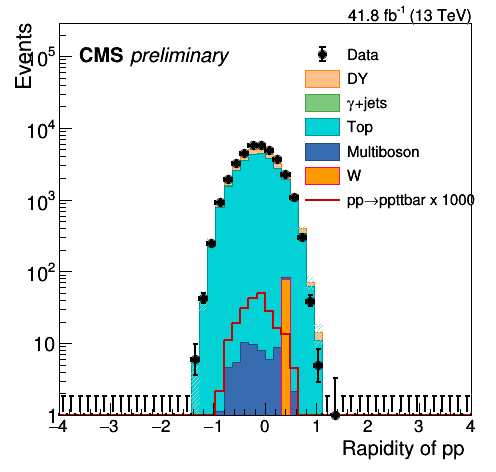 41.8 fb⁻¹ (13 TeV)
Events
CMS preliminary
Data
DY
γ+jets
Top
Multiboson
W
pp→ppttbar x 1000
10⁵
10⁴
10³
10²
10
1
−4 −3 −2 −1 0 1 2 3 4
Rapidity of pp